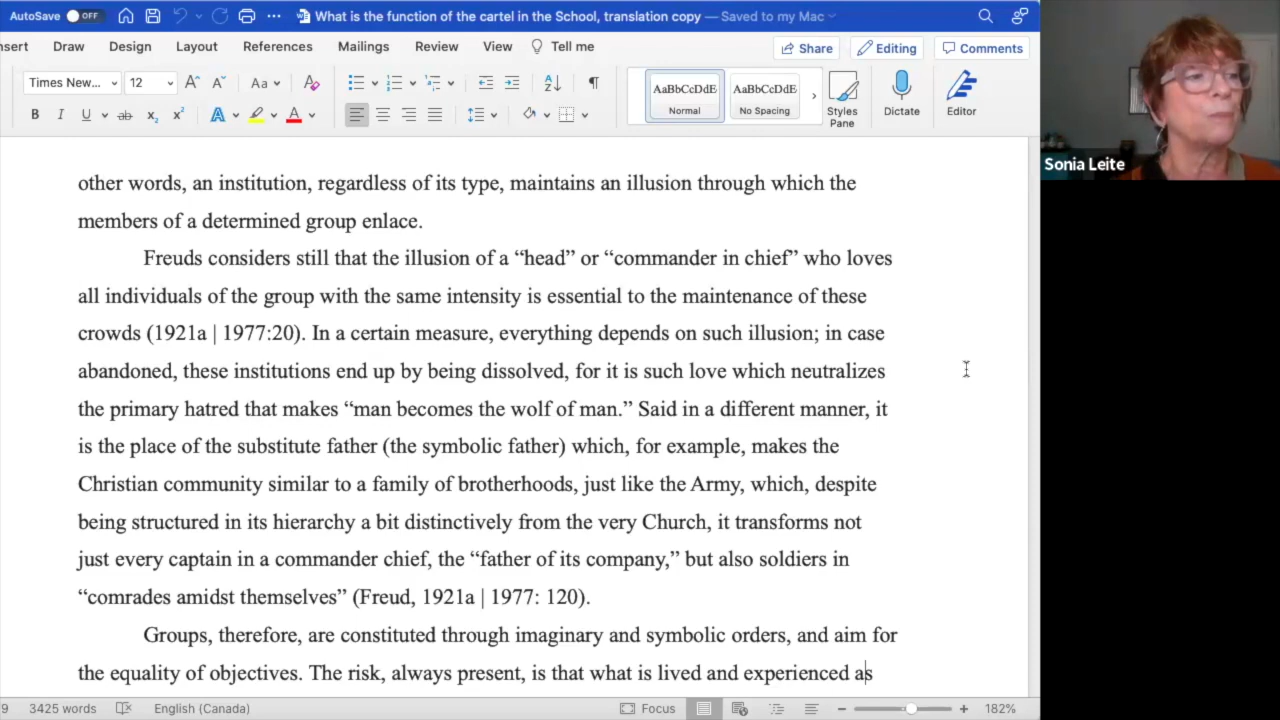 AutoSave OFF What is the function of the cartel in the School, translation copy — Saved to my Mac
nsert Draw Design Layout References Mailings Review View Tell me Share Editing Comments
Times New... 12 Aa AaBbCcDdE AaBbCcDdE
Normal No Spacing Styles Pane Dictate Editor
B I U ab x₂ x² A A
Sonia Leite
other words, an institution, regardless of its type, maintains an illusion through which the
members of a determined group enlace.
Freuds considers still that the illusion of a “head” or “commander in chief” who loves
all individuals of the group with the same intensity is essential to the maintenance of these
crowds (1921a | 1977:20). In a certain measure, everything depends on such illusion; in case
abandoned, these institutions end up by being dissolved, for it is such love which neutralizes
the primary hatred that makes “man becomes the wolf of man.” Said in a different manner, it
is the place of the substitute father (the symbolic father) which, for example, makes the
Christian community similar to a family of brotherhoods, just like the Army, which, despite
being structured in its hierarchy a bit distinctively from the very Church, it transforms not
just every captain in a commander chief, the “father of its company,” but also soldiers in
“comrades amidst themselves” (Freud, 1921a | 1977: 120).
Groups, therefore, are constituted through imaginary and symbolic orders, and aim for
the equality of objectives. The risk, always present, is that what is lived and experienced as
9 3425 words English (Canada) Focus 182%